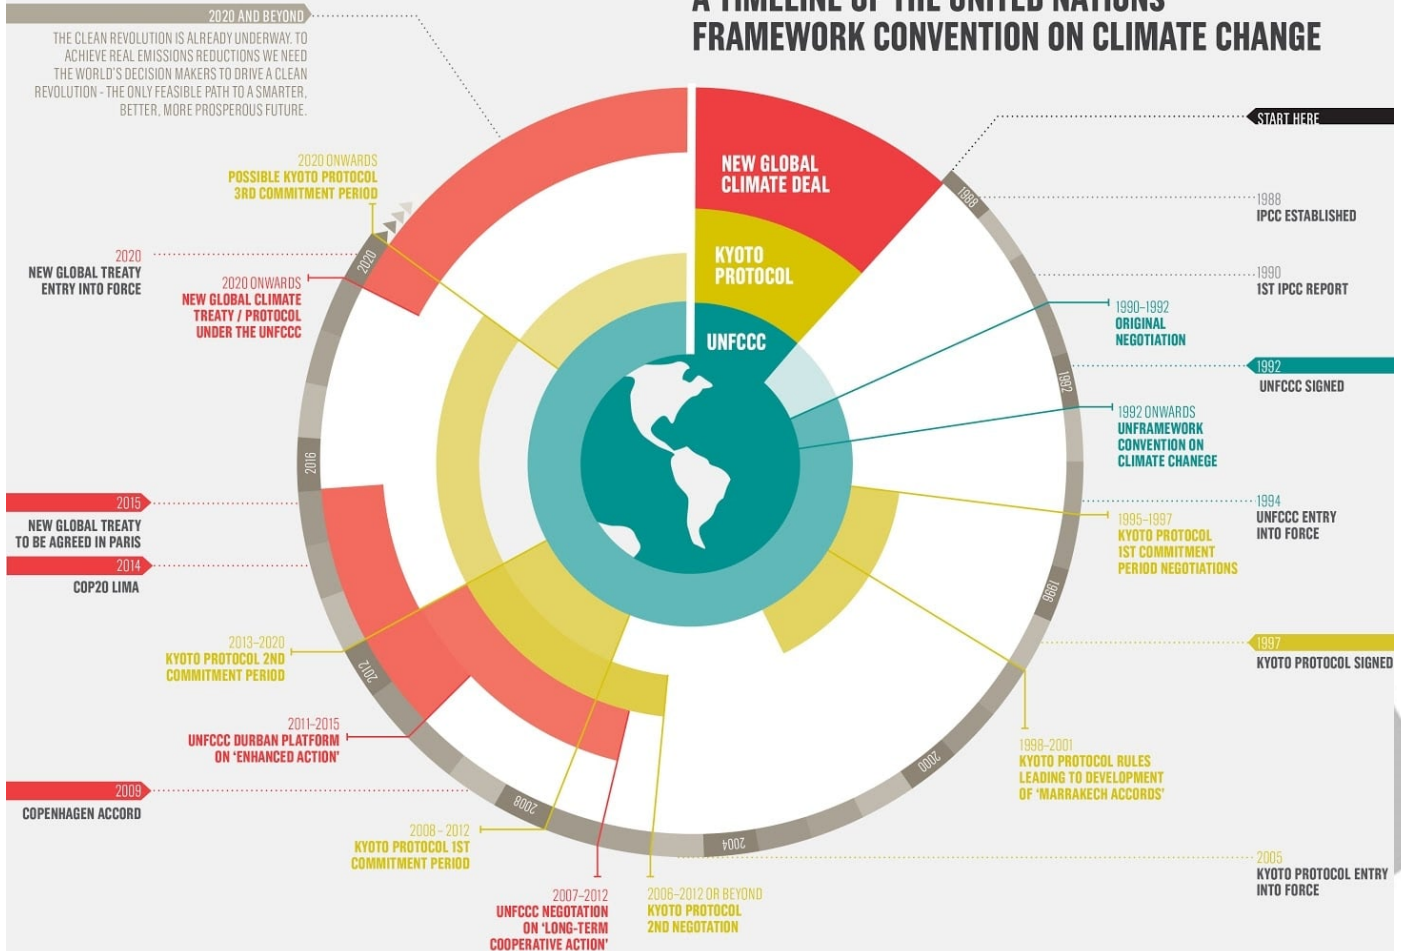 A TIMELINE OF THE UNITED NATIONS
FRAMEWORK CONVENTION ON CLIMATE CHANGE
2020 AND BEYOND
THE CLEAN REVOLUTION IS ALREADY UNDERWAY. TO
ACHIEVE REAL EMISSIONS REDUCTIONS WE NEED
THE WORLD'S DECISION MAKERS TO DRIVE A CLEAN
REVOLUTION - THE ONLY FEASIBLE PATH TO A SMARTER,
BETTER, MORE PROSPEROUS FUTURE.
START HERE
1988
IPCC ESTABLISHED
1990
1ST IPCC REPORT
1990-1992
ORIGINAL
NEGOTIATION
1992
UNFCCC SIGNED
1992 ONWARDS
UNFRAMEWORK
CONVENTION ON
CLIMATE CHANEGE
1994
UNFCCC ENTRY
INTO FORCE
1995-1997
KYOTO PROTOCOL
1ST COMMITMENT
PERIOD NEGOTIATIONS
1997
KYOTO PROTOCOL SIGNED
1998-2001
KYOTO PROTOCOL RULES
LEADING TO DEVELOPMENT
OF 'MARRAKECH ACCORDS'
2005
KYOTO PROTOCOL ENTRY
INTO FORCE
2006-2012 OR BEYOND
KYOTO PROTOCOL
2ND NEGOTATION
2007-2012
UNFCCC NEGOTATION
ON 'LONG-TERM
COOPERATIVE ACTION'
2008 - 2012
KYOTO PROTOCOL 1ST
COMMITMENT PERIOD
2009
COPENHAGEN ACCORD
2011-2015
UNFCCC DURBAN PLATFORM
ON 'ENHANCED ACTION'
2013-2020
KYOTO PROTOCOL 2ND
COMMITMENT PERIOD
2014
COP20 LIMA
2015
NEW GLOBAL TREATY
TO BE AGREED IN PARIS
2020
NEW GLOBAL TREATY
ENTRY INTO FORCE
2020 ONWARDS
NEW GLOBAL CLIMATE
TREATY / PROTOCOL
UNDER THE UNFCCC
2020 ONWARDS
POSSIBLE KYOTO PROTOCOL
3RD COMMITMENT PERIOD
NEW GLOBAL
CLIMATE DEAL
KYOTO
PROTOCOL
UNFCCC
1988
1992
1996
2000
2004
2008
2012
2016
2020